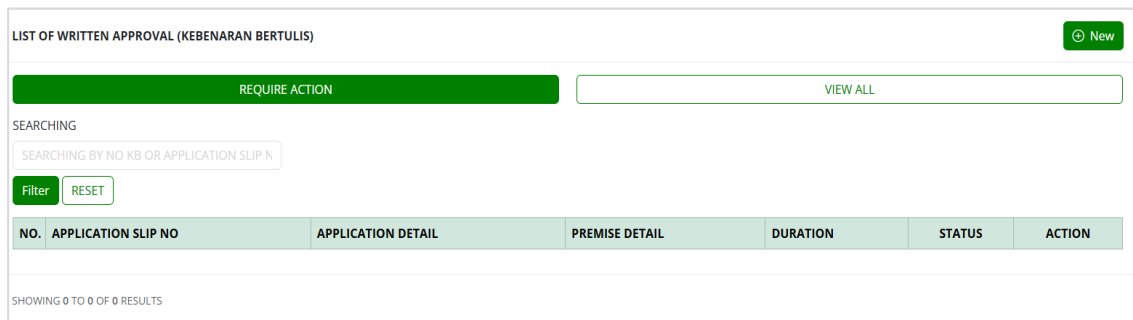 LIST OF WRITTEN APPROVAL (KEBENARAN BERTULIS)
New
REQUIRE ACTION
VIEW ALL
SEARCHING
SEARCHING BY NO KB OR APPLICATION SLIP N
Filter
RESET
NO. APPLICATION SLIP NO APPLICATION DETAIL PREMISE DETAIL DURATION STATUS ACTION
SHOWING 0 TO 0 OF 0 RESULTS